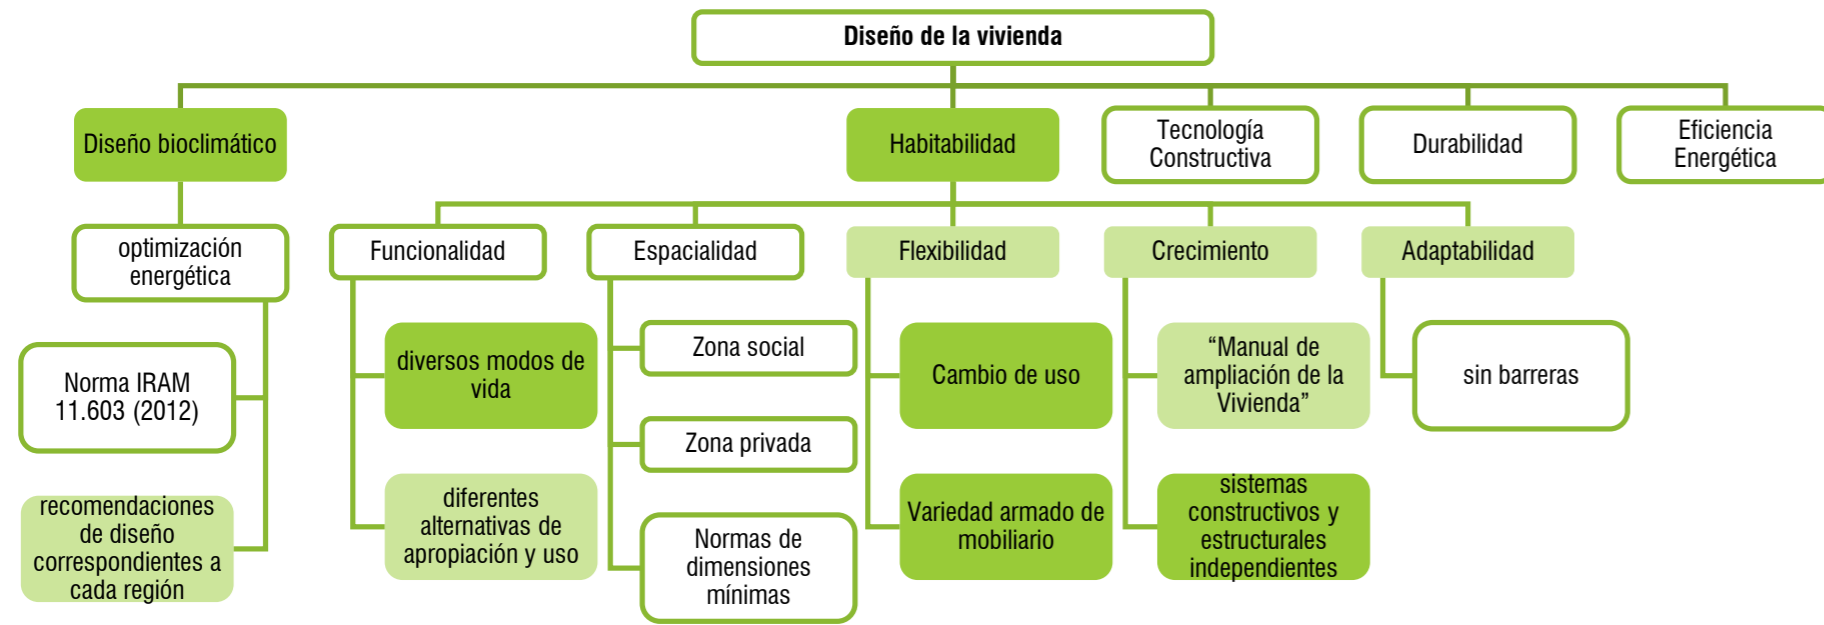 Diseño de la vivienda
Diseño bioclimático
Habitabilidad
Tecnología
Constructiva
Durabilidad
Eficiencia
Energética
optimización
energética
Funcionalidad
Espacialidad
Flexibilidad
Crecimiento
Adaptabilidad
Norma IRAM
11.603 (2012)
recomendaciones
de diseño
correspondientes a
cada región
diversos modos de
vida
diferentes
alternativas de
apropiación y uso
Zona social
Zona privada
Normas de
dimensiones
mínimas
Cambio de uso
Variedad armado de
mobiliario
“Manual de
ampliación de la
Vivienda”
sistemas
constructivos y
estructurales
independientes
sin barreras